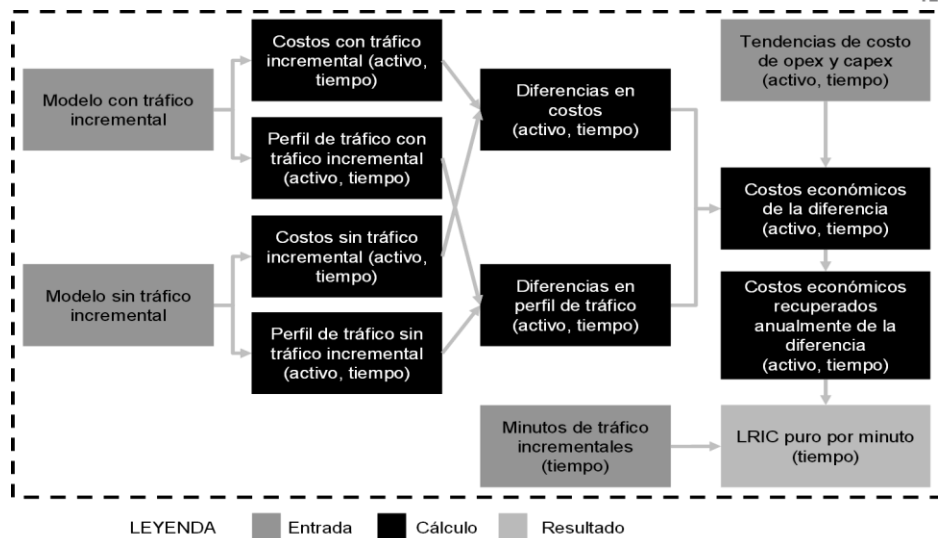 Costos con tráfico
incremental (activo,
tiempo)
Tendencias de costo
de opex y capex
(activo, tiempo)
Modelo con tráfico
incremental
Diferencias en
costos
(activo, tiempo)
Perfil de tráfico con
tráfico incremental
(activo, tiempo)
Costos económicos
de la diferencia
(activo, tiempo)
Costos sin tráfico
incremental (activo,
tiempo)
Modelo sin tráfico
incremental
Diferencias en
perfil de tráfico
(activo, tiempo)
Costos económicos
recuperados
anualmente de la
diferencia
(activo, tiempo)
Perfil de tráfico sin
tráfico incremental
(activo, tiempo)
Minutos de tráfico
incrementales
(tiempo)
LRIC puro por minuto
(tiempo)
LEYENDA Entrada Cálculo Resultado